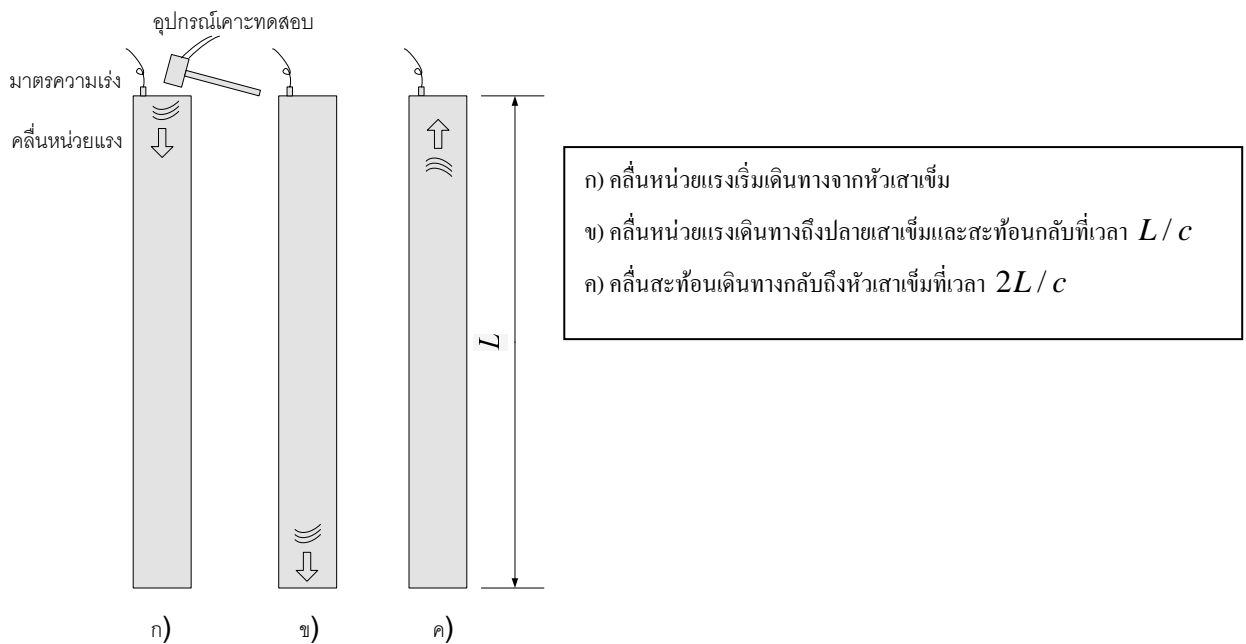 อุปกรณ์เคาะทดสอบ
มาตรความเร่ง
คลื่นหน่วยแรง
L
ก) คลื่นหน่วยแรงเริ่มเดินทางจากหัวเสาเข็ม
ข) คลื่นหน่วยแรงเดินทางถึงปลายเสาเข็มและสะท้อนกลับที่เวลา L / c
ค) คลื่นสะท้อนเดินทางกลับถึงหัวเสาเข็มที่เวลา 2L / c
ก) ข) ค)